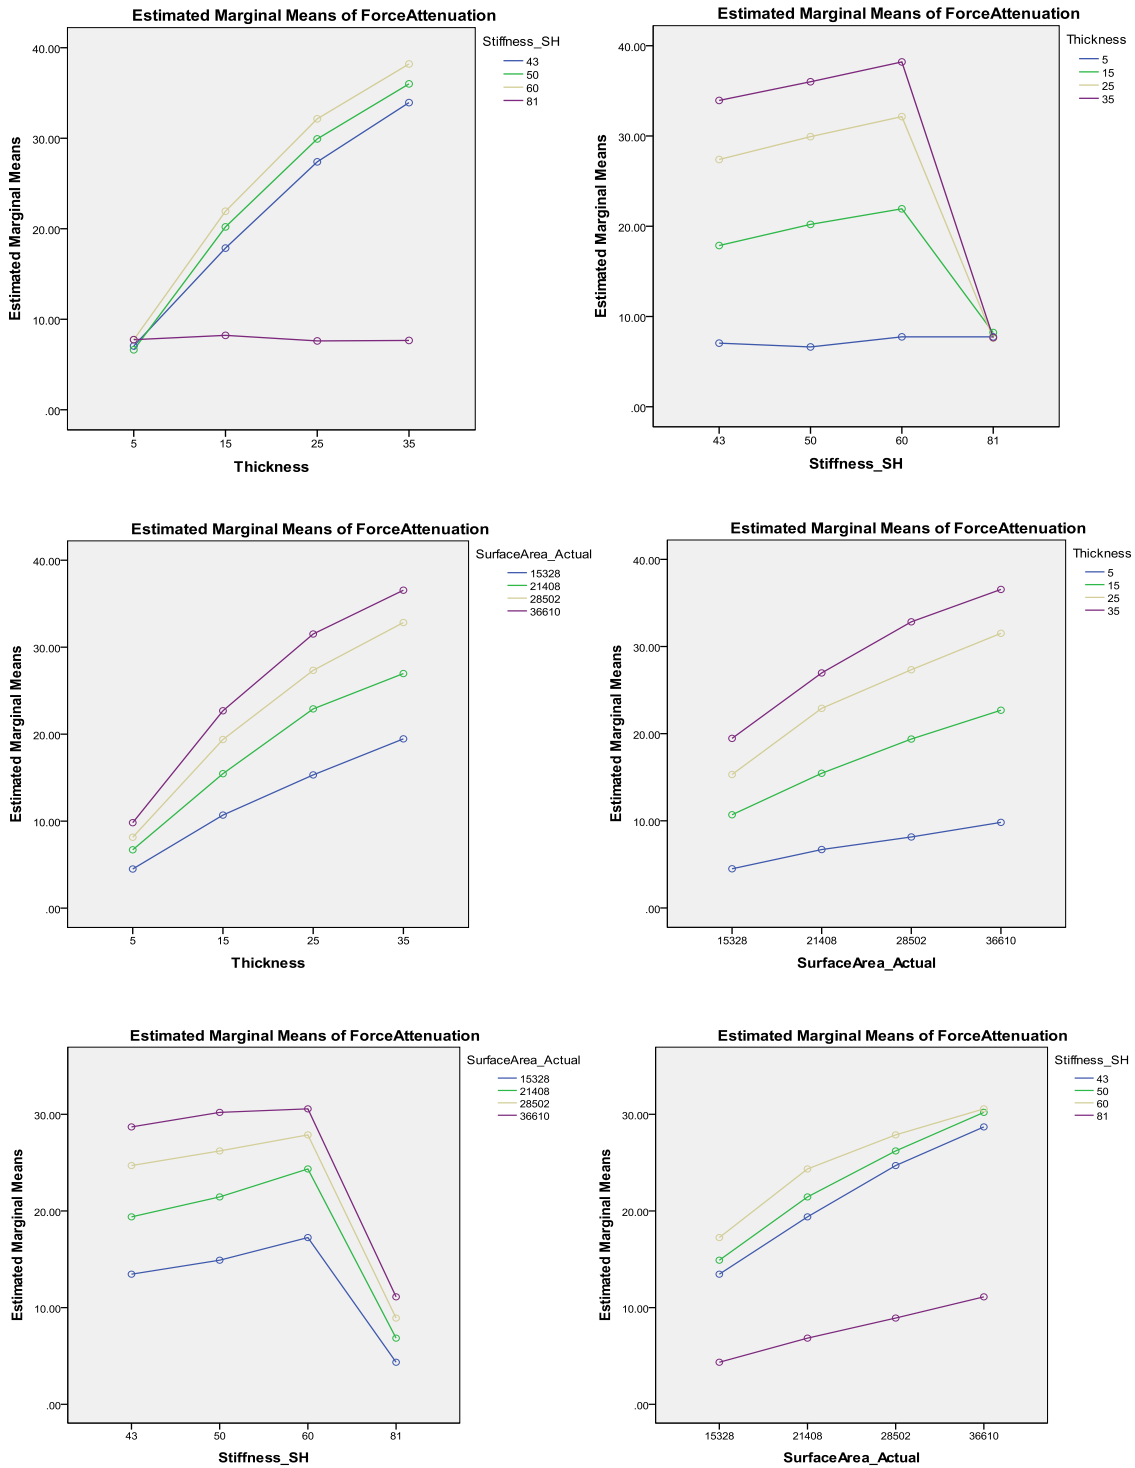 Estimated Marginal Means of ForceAttenuation
Stiffness_SH
43
50
60
81
40.00
30.00
20.00
10.00
.00
Estimated Marginal Means
5 15 25 35
Thickness
Estimated Marginal Means of ForceAttenuation
Thickness
5
15
25
35
40.00
30.00
20.00
10.00
.00
Estimated Marginal Means
43 50 60 81
Stiffness_SH
Estimated Marginal Means of ForceAttenuation
SurfaceArea_Actual
15328
21408
28502
36610
40.00
30.00
20.00
10.00
.00
Estimated Marginal Means
5 15 25 35
Thickness
Estimated Marginal Means of ForceAttenuation
Thickness
5
15
25
35
40.00
30.00
20.00
10.00
.00
Estimated Marginal Means
15328 21408 28502 36610
SurfaceArea_Actual
Estimated Marginal Means of ForceAttenuation
SurfaceArea_Actual
15328
21408
28502
36610
30.00
20.00
10.00
.00
Estimated Marginal Means
43 50 60 81
Stiffness_SH
Estimated Marginal Means of ForceAttenuation
Stiffness_SH
43
50
60
81
30.00
20.00
10.00
.00
Estimated Marginal Means
15328 21408 28502 36610
SurfaceArea_Actual